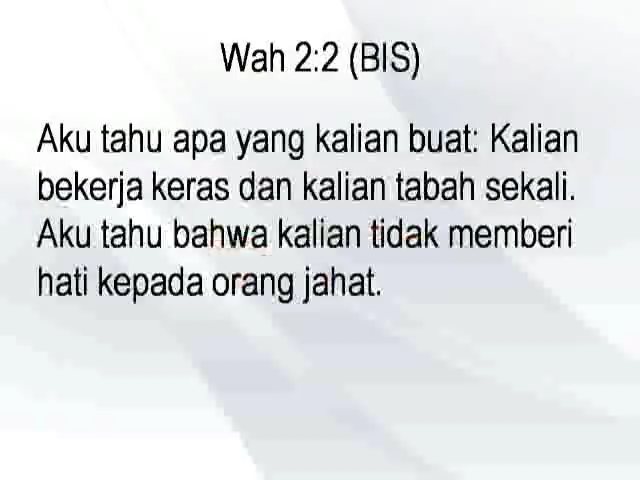 Wah 2:2 (BIS)
Aku tahu apa yang kalian buat: Kalian
bekerja keras dan kalian tabah sekali.
Aku tahu bahwa kalian tidak memberi
hati kepada orang jahat.